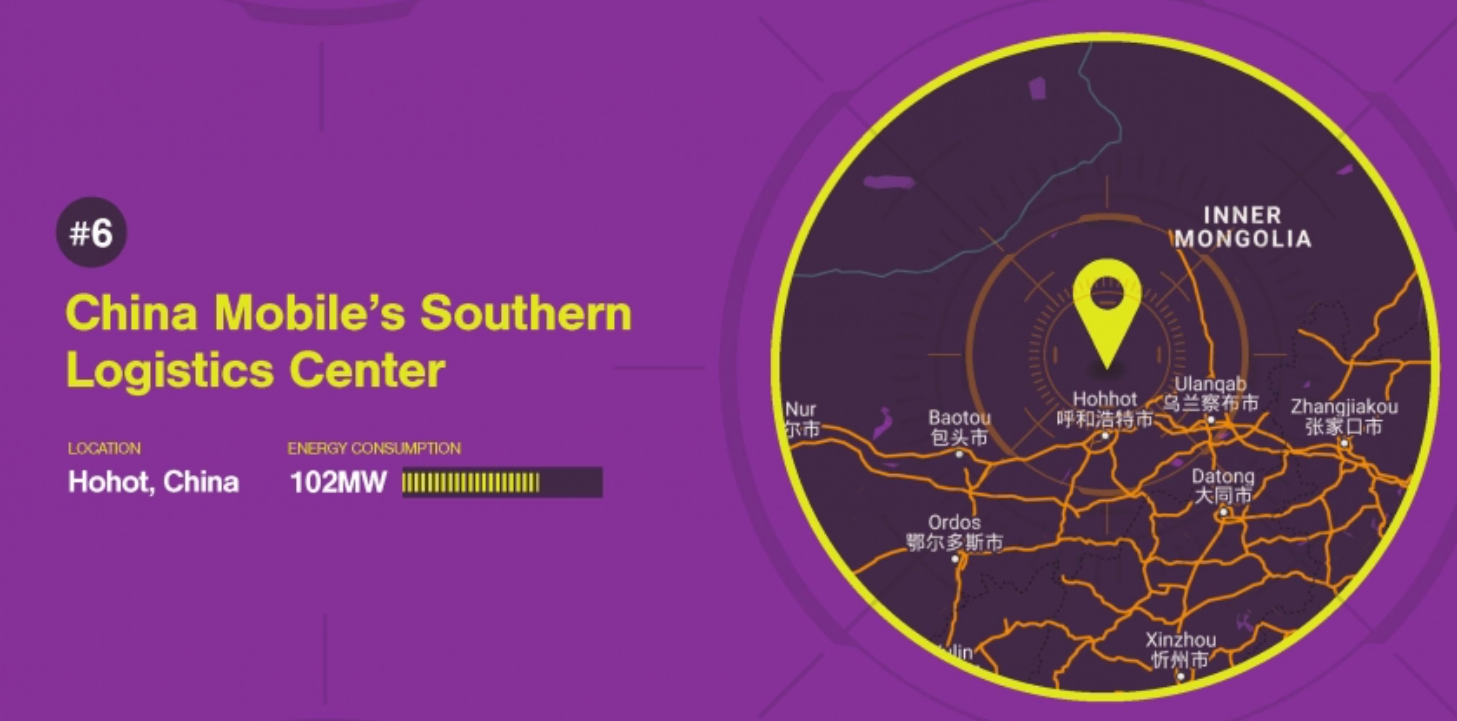 #6
China Mobile’s Southern
Logistics Center
LOCATION
ENERGY CONSUMPTION
Hohot, China
102MW
INNER
MONGOLIA
Nur
尔市
Baotou
包头市
Hohhot
呼和浩特市
Ulanqab
乌兰察布市
Zhangjiakou
张家口市
Datong
大同市
Ordos
鄂尔多斯市
Xinzhou
忻州市